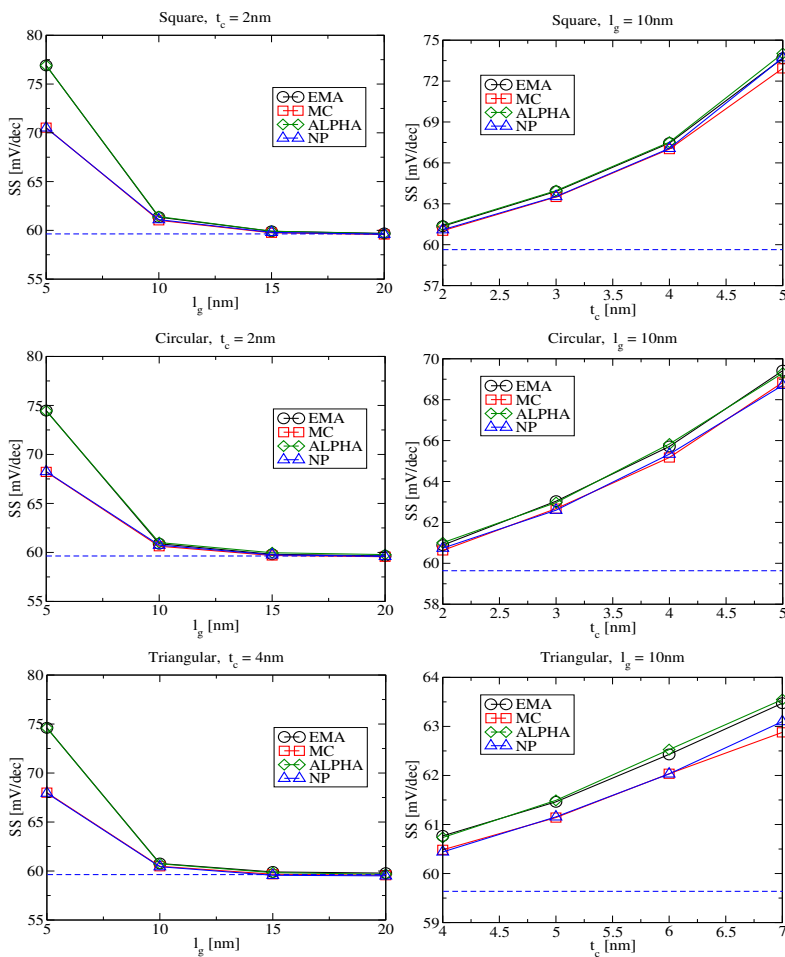 Square, t_c = 2nm
80
75
70
65
60
55
SS [mV/dec]
EMA
MC
ALPHA
NP
5 10 15 20
l_g [nm]
Square, l_g = 10nm
75
72
69
66
63
60
57
SS [mV/dec]
EMA
MC
ALPHA
NP
2 2.5 3 3.5 4 4.5 5
t_c [nm]
Circular, t_c = 2nm
80
75
70
65
60
55
SS [mV/dec]
EMA
MC
ALPHA
NP
5 10 15 20
l_g [nm]
Circular, l_g = 10nm
70
68
66
64
62
60
58
SS [mV/dec]
EMA
MC
ALPHA
NP
2 2.5 3 3.5 4 4.5 5
t_c [nm]
Triangular, t_c = 4nm
80
75
70
65
60
55
SS [mV/dec]
EMA
MC
ALPHA
NP
5 10 15 20
l_g [nm]
Triangular, l_g = 10nm
64
63
62
61
60
59
SS [mV/dec]
EMA
MC
ALPHA
NP
4 4.5 5 5.5 6 6.5 7
t_c [nm]